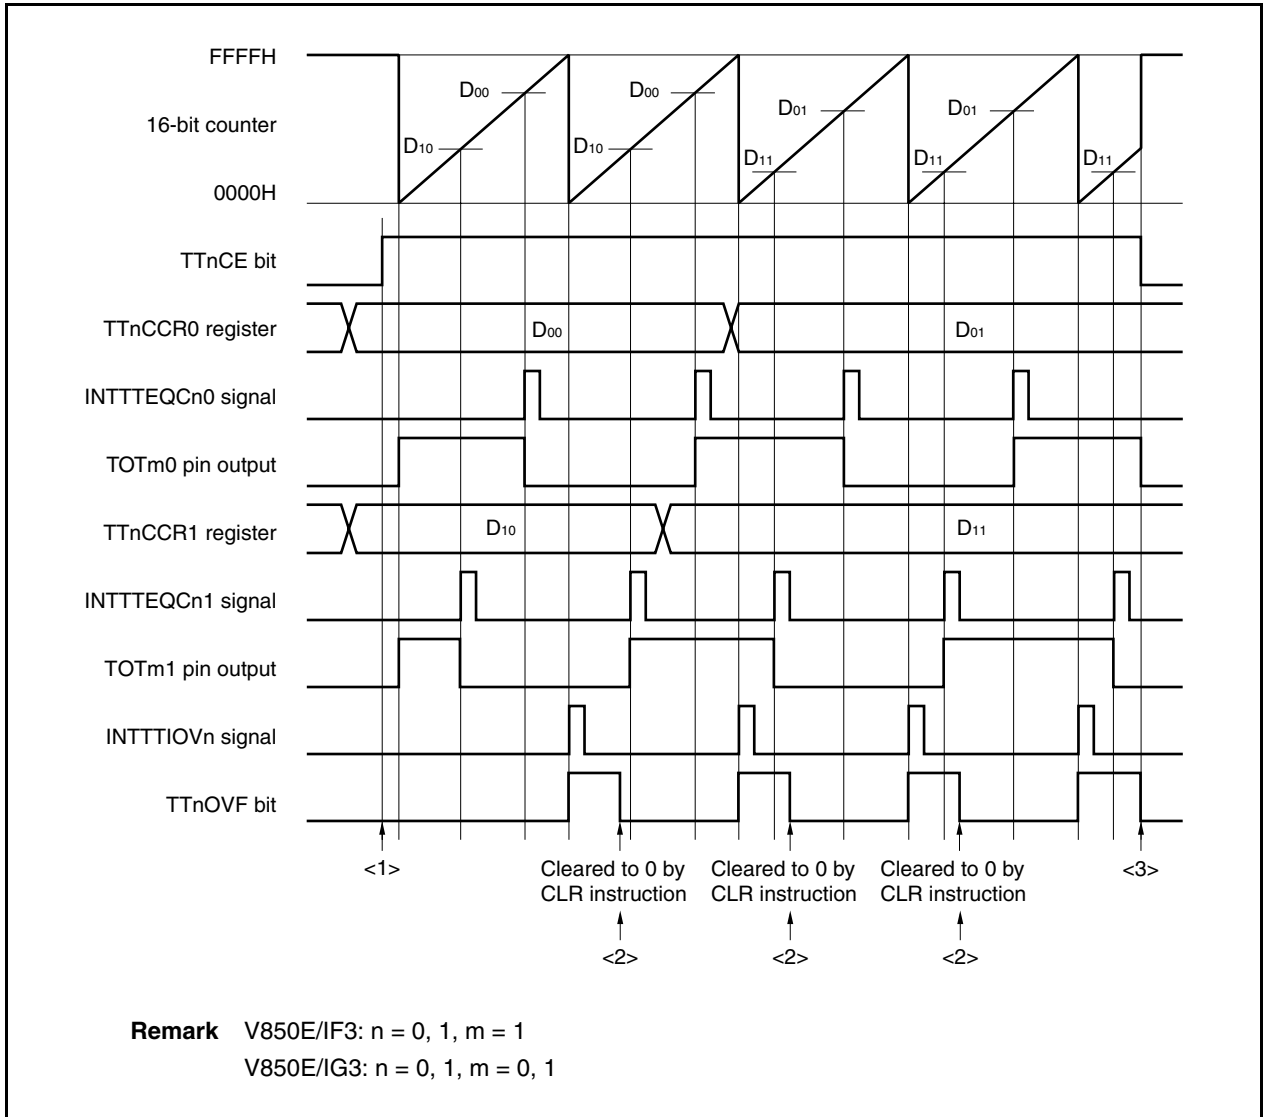 FFFFH
D00 D00
D01 D01
16-bit counter
D10 D10
D11 D11 D11
0000H
TTnCE bit
TTnCCR0 register D00 D01
INTTTEQCn0 signal
TOTm0 pin output
TTnCCR1 register D10 D11
INTTTEQCn1 signal
TOTm1 pin output
INTTTIOVn signal
TTnOVF bit
<1> Cleared to 0 by Cleared to 0 by Cleared to 0 by <3>
CLR instruction CLR instruction CLR instruction
<2> <2> <2>
Remark V850E/IF3: n = 0, 1, m = 1
V850E/IG3: n = 0, 1, m = 0, 1